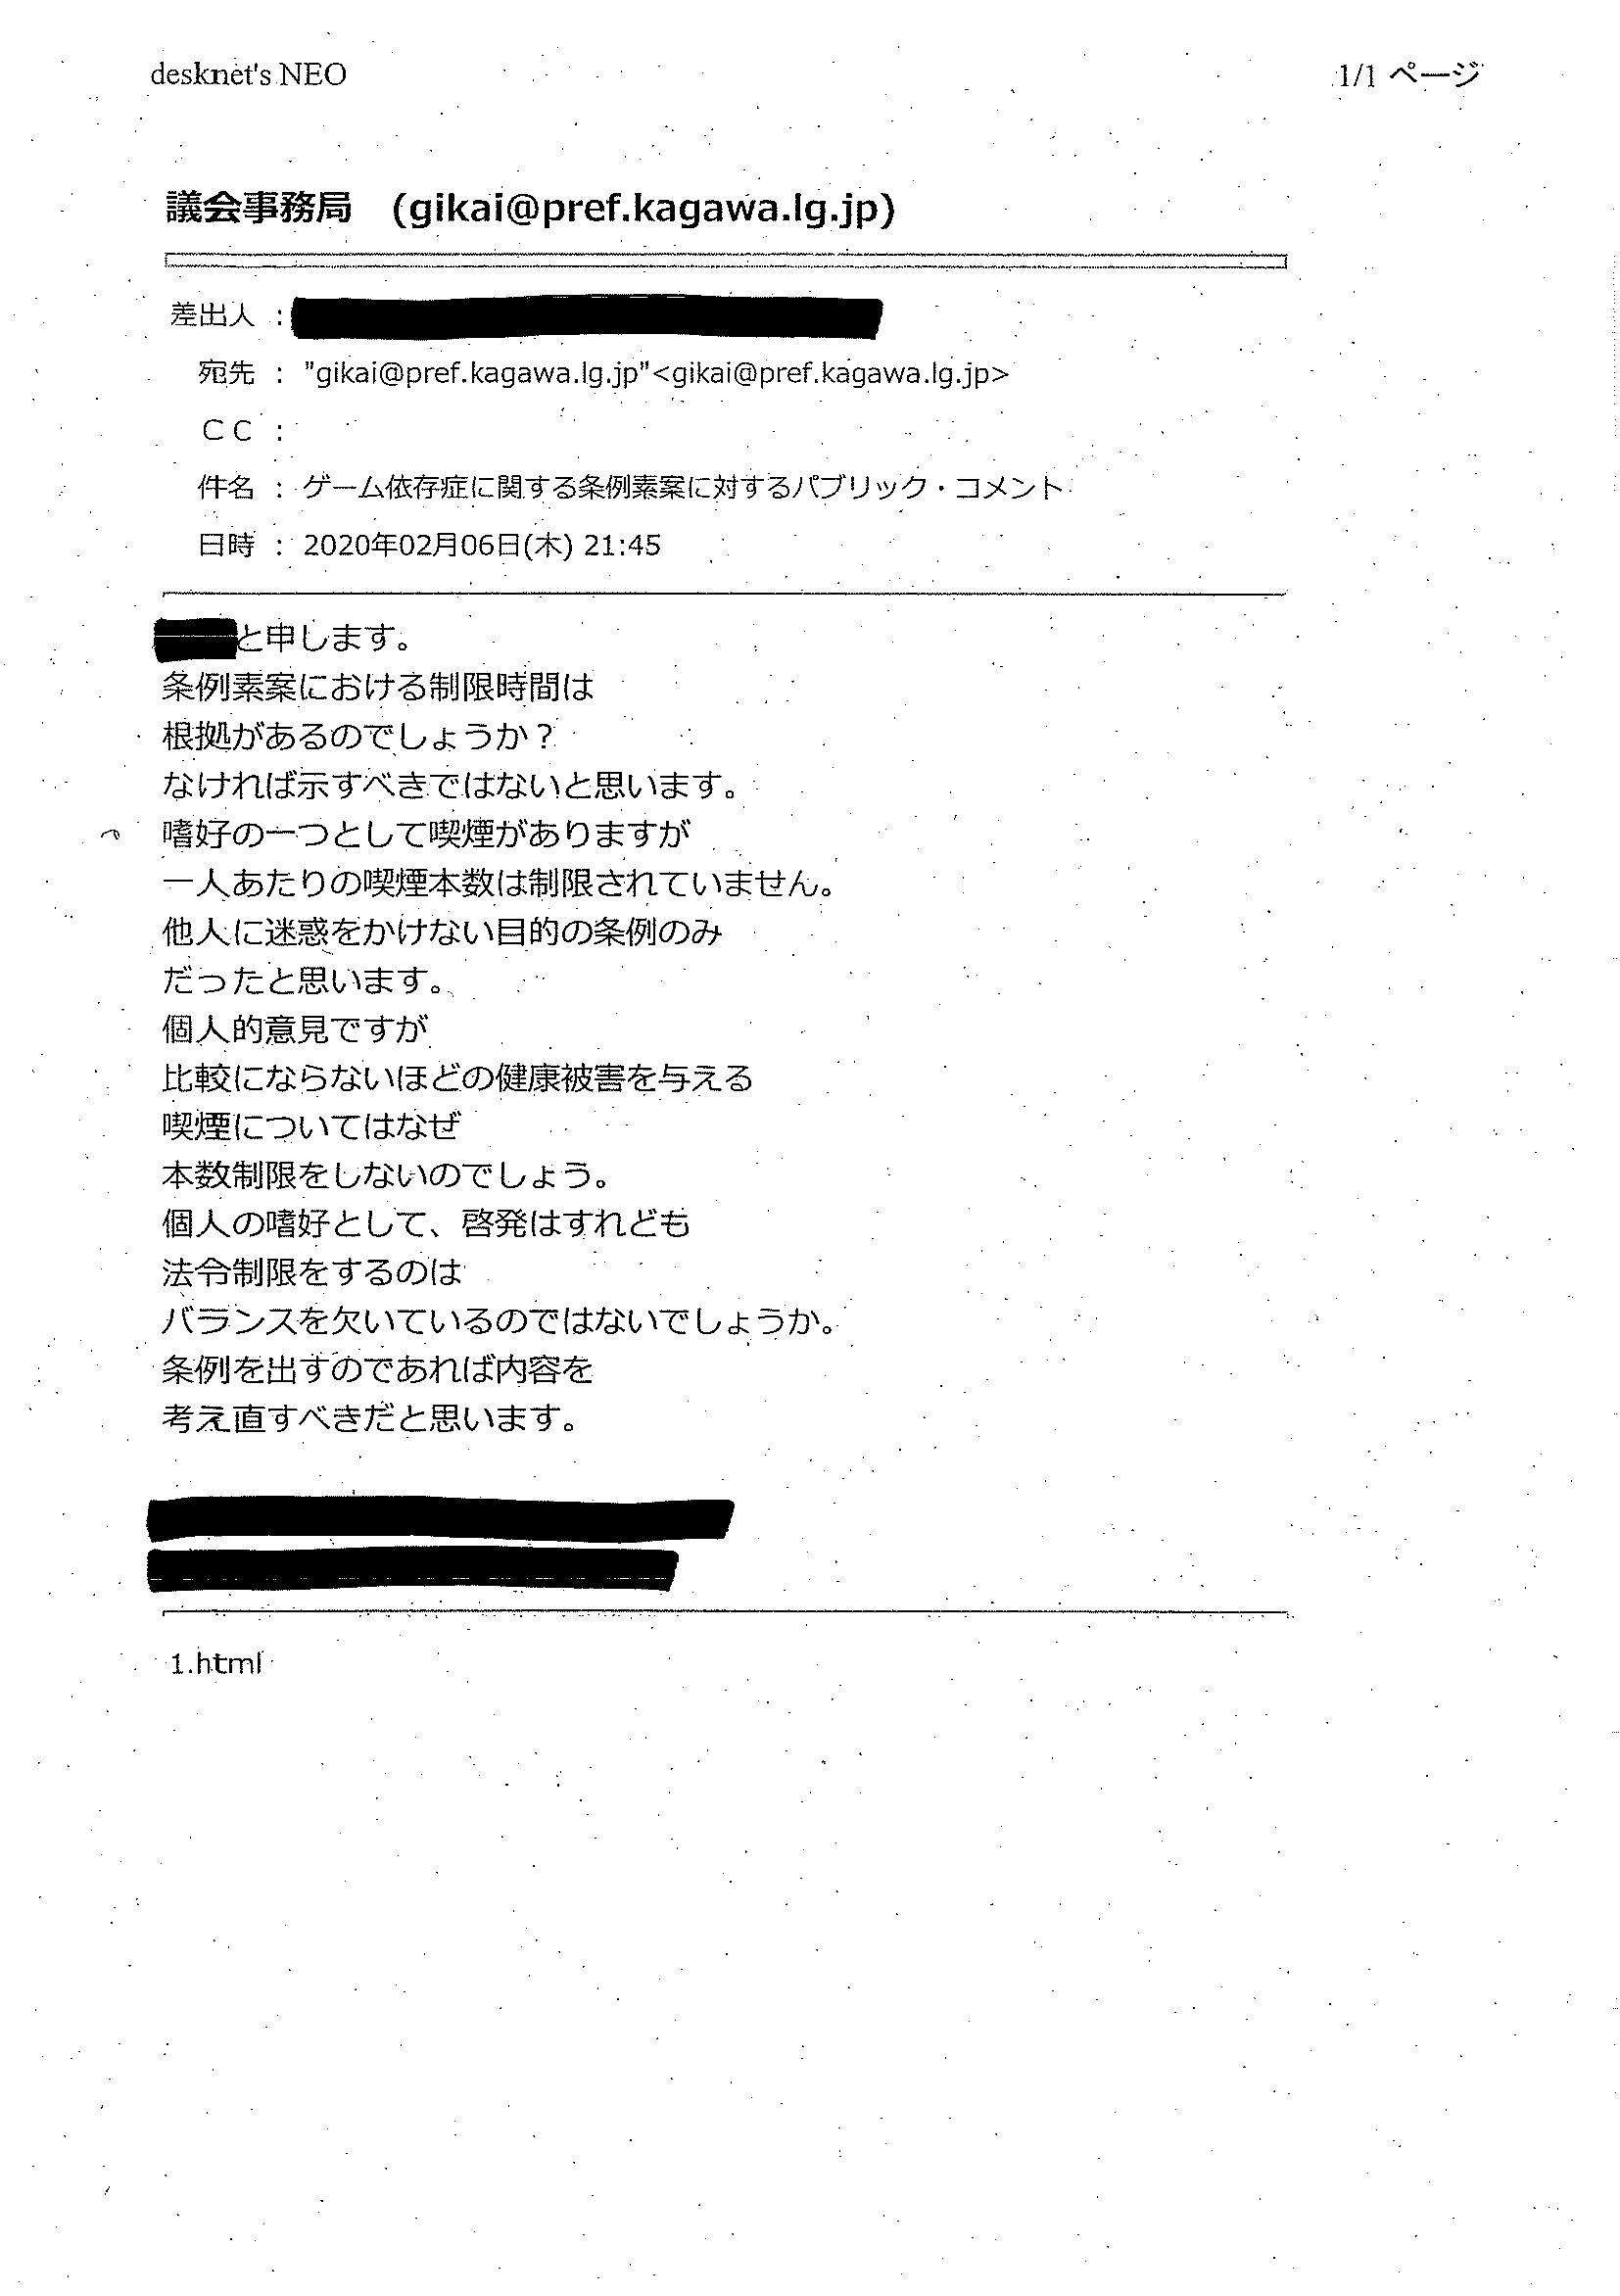 desknet's NEO
1/1 ページ
議会事務局 (gikai@pref.kagawa.lg.jp)
差出人 :
宛先 : "gikai@pref.kagawa.lg.jp"<gikai@pref.kagawa.lg.jp>
CC :
件名 : ゲーム依存症に関する条例素案に対するパブリック・コメント
日時 : 2020年02月06日(木) 21:45
と申します。
条例素案における制限時間は
根拠があるのでしょうか？
なければ示すべきではないと思います。
嗜好の一つとして喫煙がありますが
一人あたりの喫煙本数は制限されていません。
他人に迷惑をかけない目的の条例のみ
だったと思います。
個人的意見ですが
比較にならないほどの健康被害を与える
喫煙についてはなぜ
本数制限をしないのでしょう。
個人の嗜好として、啓発はすれども
法令制限をするのは
バランスを欠いているのではないでしょうか。
条例を出すのであれば内容を
考え直すべきだと思います。
1.html